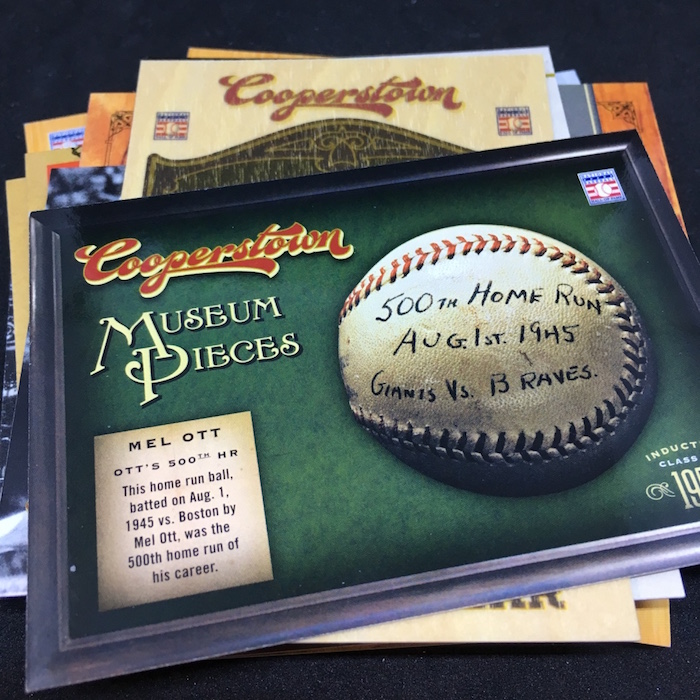 Cooperstown
Cooperstown
MUSEUM
PIECES
500TH HOME RUN
AUG. 1ST. 1945
GIANTS VS. BRAVES.
MEL OTT
OTT'S 500TH HR
This home run ball,
batted on Aug. 1,
1945 vs. Boston by
Mel Ott, was the
500th home run of
his career.
INDUCT
CLASS
19